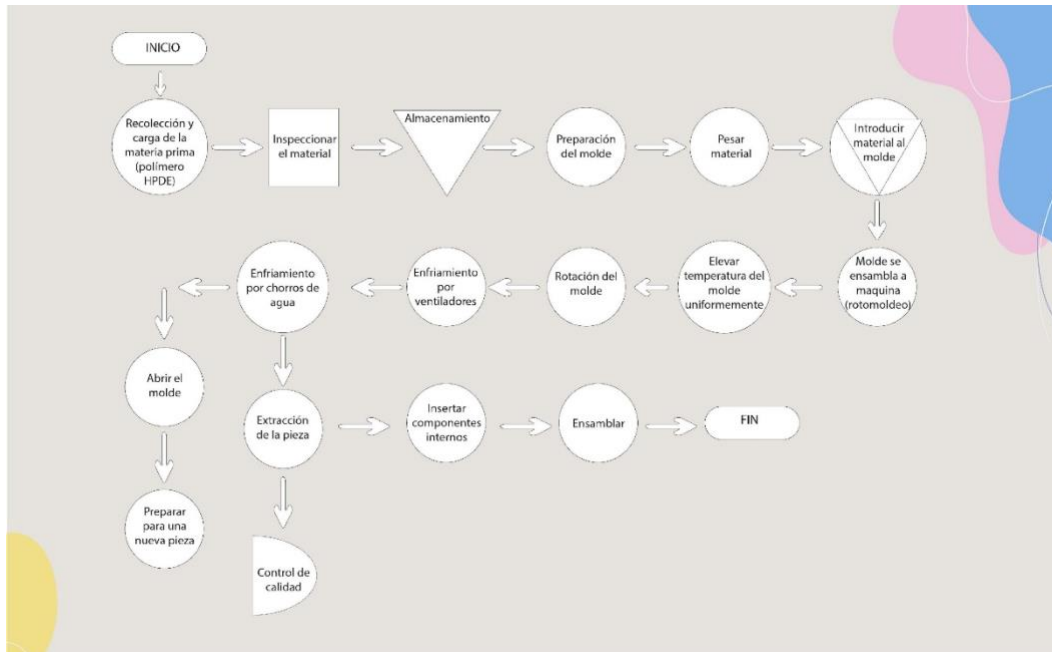 INICIO
Recolección y
carga de la
materia prima
(polímero
HPDE)
Inspeccionar
el material
Almacenamiento
Preparación
del molde
Pesar
material
Introducir
material al
molde
Molde se
ensambla a
maquina
(rotomoldeo)
Elevar
temperatura del
molde
uniformemente
Rotación del
molde
Enfriamiento
por
ventiladores
Enfriamiento
por chorros de
agua
Abrir el
molde
Preparar
para una
nueva pieza
Extracción
de la pieza
Control de
calidad
Insertar
componentes
internos
Ensamblar
FIN